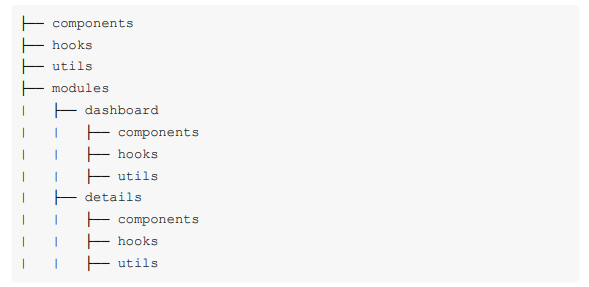 ├── components
├── hooks
├── utils
├── modules
|   ├── dashboard
|   |   ├── components
|   |   ├── hooks
|   |   ├── utils
|   ├── details
|   |   ├── components
|   |   ├── hooks
|   |   ├── utils